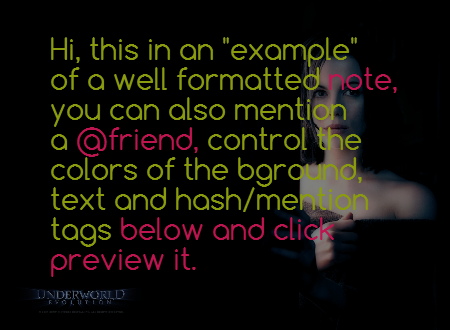 Hi, this in an "example"
of a well formatted note,
you can also mention
a @friend, control the
colors of the bground,
text and hash/mention
tags below and click
preview it.
UNDERWORLD
EVOLUTION